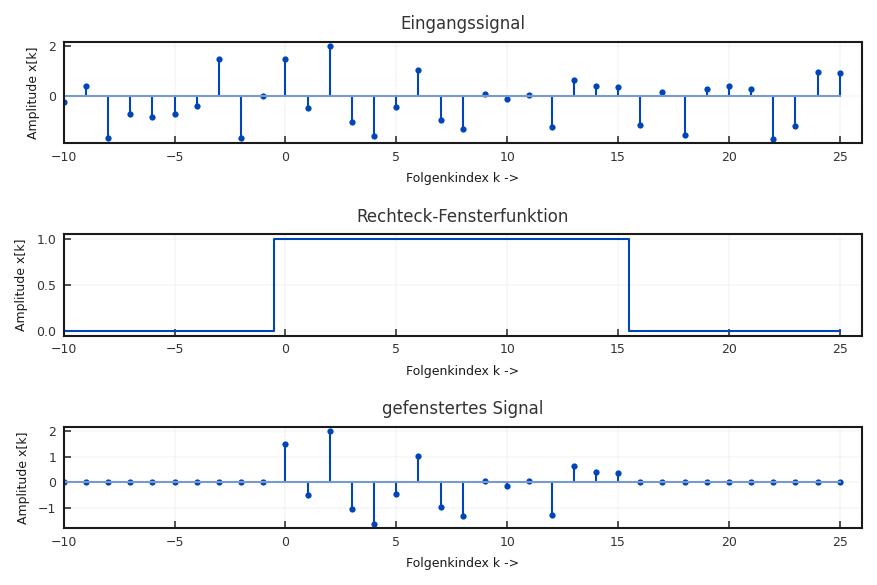 Eingangssignal
Amplitude x[k]
2
0
−10 −5 0 5 10 15 20 25
Folgenkindex k ->
Rechteck-Fensterfunktion
Amplitude x[k]
1.0
0.5
0.0
−10 −5 0 5 10 15 20 25
Folgenkindex k ->
gefenstertes Signal
Amplitude x[k]
2
1
0
−1
−10 −5 0 5 10 15 20 25
Folgenkindex k ->